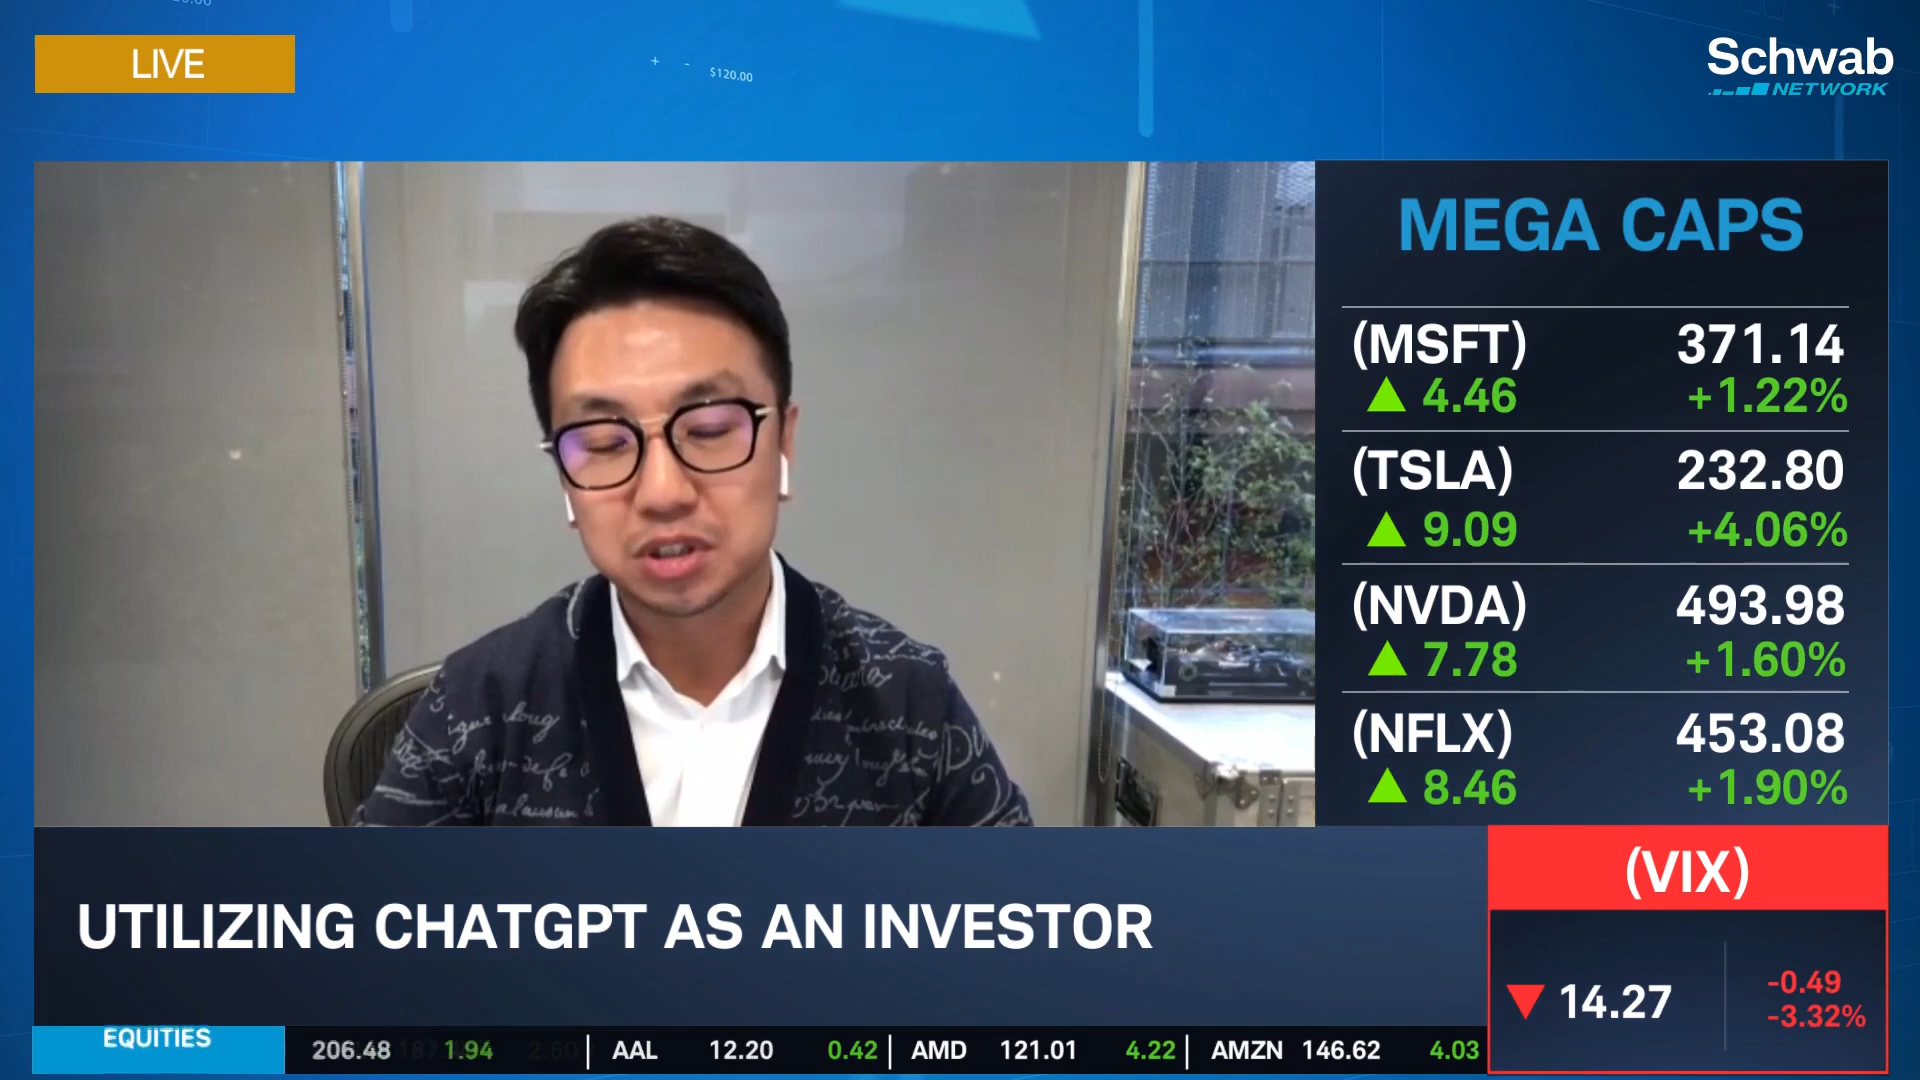 LIVE
$120.00
Schwab
NETWORK
MEGA CAPS
(MSFT) 371.14
▲ 4.46 +1.22%
(TSLA) 232.80
▲ 9.09 +4.06%
(NVDA) 493.98
▲ 7.78 +1.60%
(NFLX) 453.08
▲ 8.46 +1.90%
UTILIZING CHATGPT AS AN INVESTOR
(VIX)
▼ 14.27
-0.49
-3.32%
EQUITIES 206.48 1.94 | AAL 12.20 0.42 | AMD 121.01 4.22 | AMZN 146.62 4.03